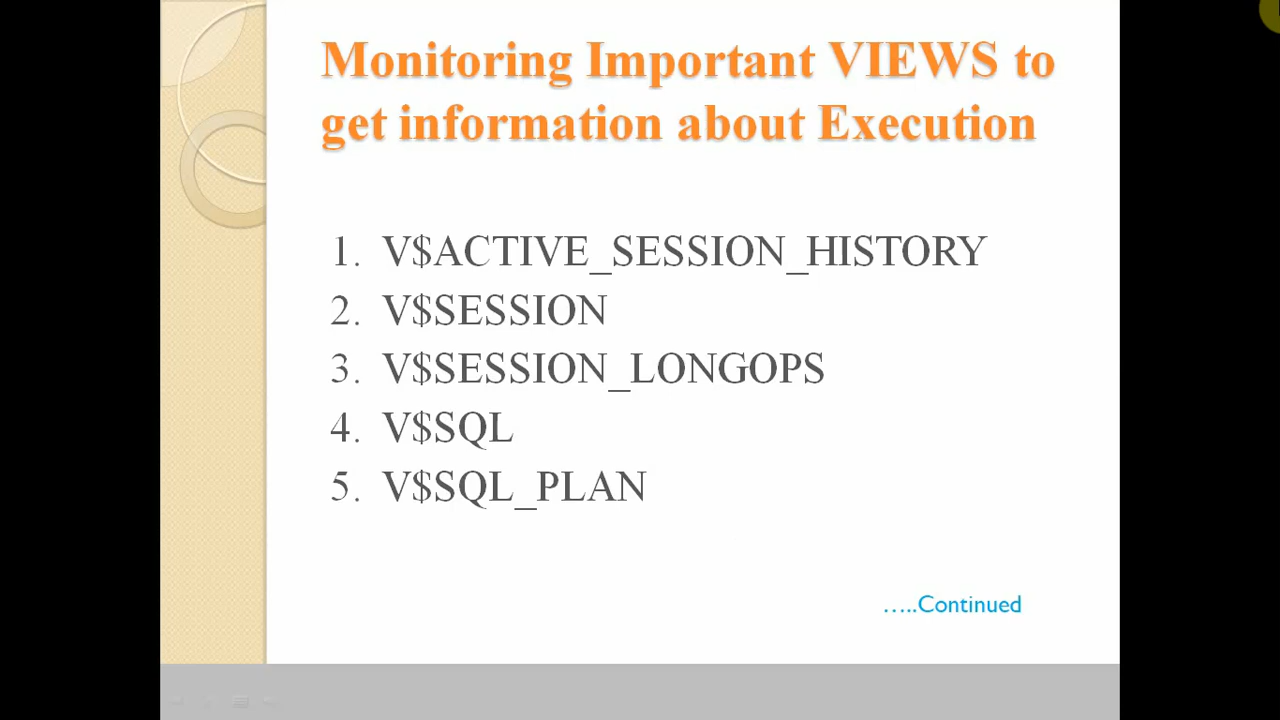 Monitoring Important VIEWS to
get information about Execution
1. V$ACTIVE_SESSION_HISTORY
2. V$SESSION
3. V$SESSION_LONGOPS
4. V$SQL
5. V$SQL_PLAN
…..Continued